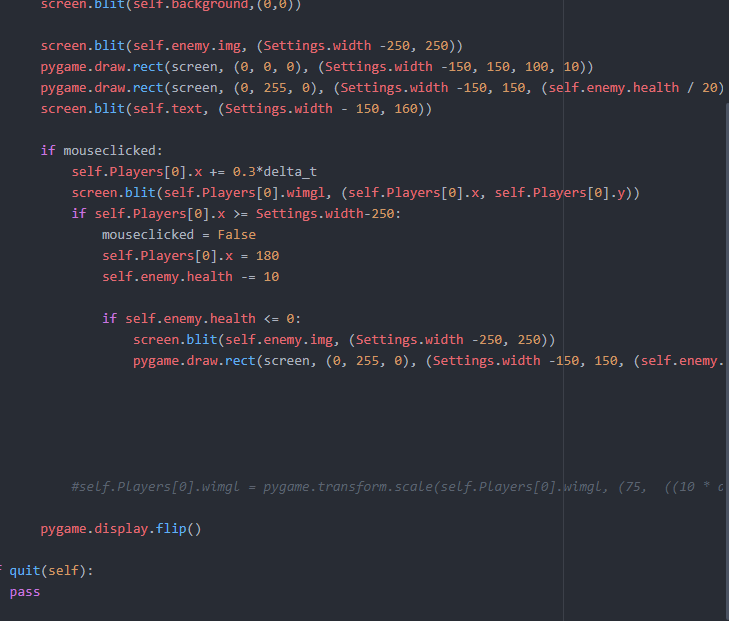 screen.blit(self.background,(0,0))
screen.blit(self.enemy.img, (Settings.width -250, 250))
pygame.draw.rect(screen, (0, 0, 0), (Settings.width -150, 150, 100, 10))
pygame.draw.rect(screen, (0, 255, 0), (Settings.width -150, 150, (self.enemy.health / 20)
screen.blit(self.text, (Settings.width - 150, 160))
if mouseclicked:
self.Players[0].x += 0.3*delta_t
screen.blit(self.Players[0].wimgl, (self.Players[0].x, self.Players[0].y))
if self.Players[0].x >= Settings.width-250:
mouseclicked = False
self.Players[0].x = 180
self.enemy.health -= 10
if self.enemy.health <= 0:
screen.blit(self.enemy.img, (Settings.width -250, 250))
pygame.draw.rect(screen, (0, 255, 0), (Settings.width -150, 150, (self.enemy.
#self.Players[0].wimgl = pygame.transform.scale(self.Players[0].wimgl, (75,  ((10 *
pygame.display.flip()
quit(self):
pass